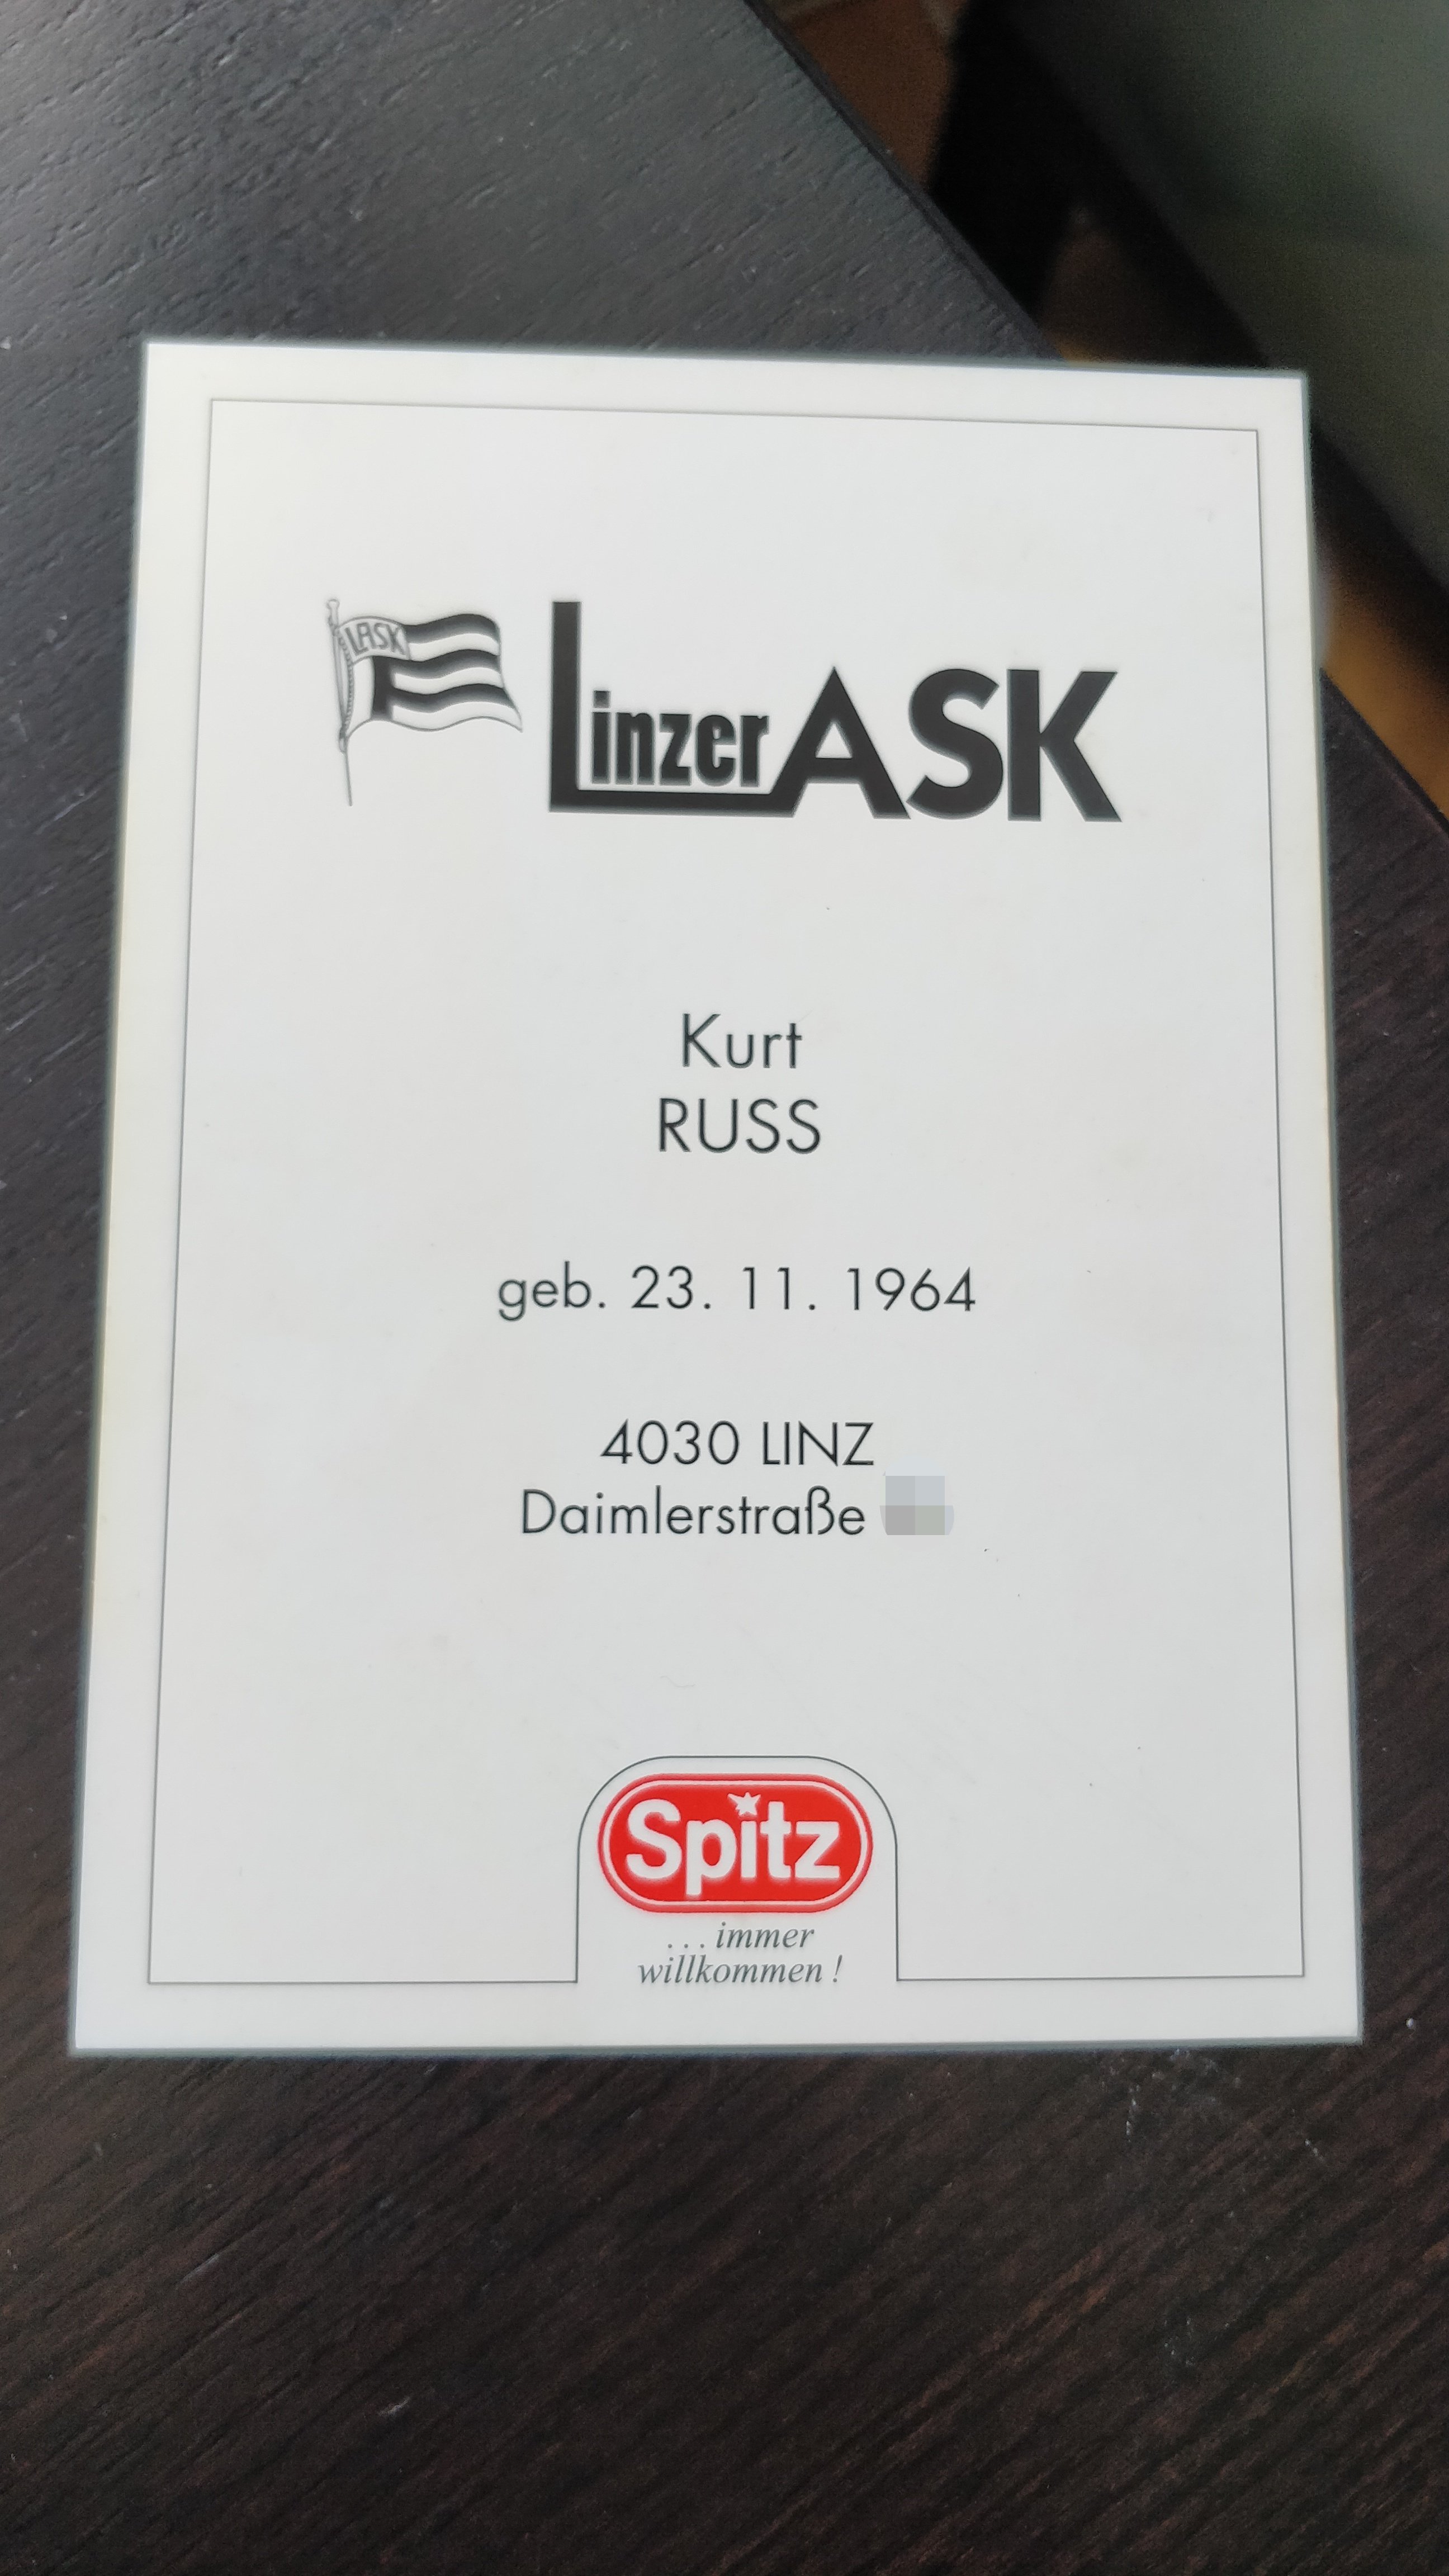 LASK
Linzer ASK
Kurt
RUSS
geb. 23. 11. 1964
4030 LINZ
Daimlerstraße
Spitz
...immer
willkommen!